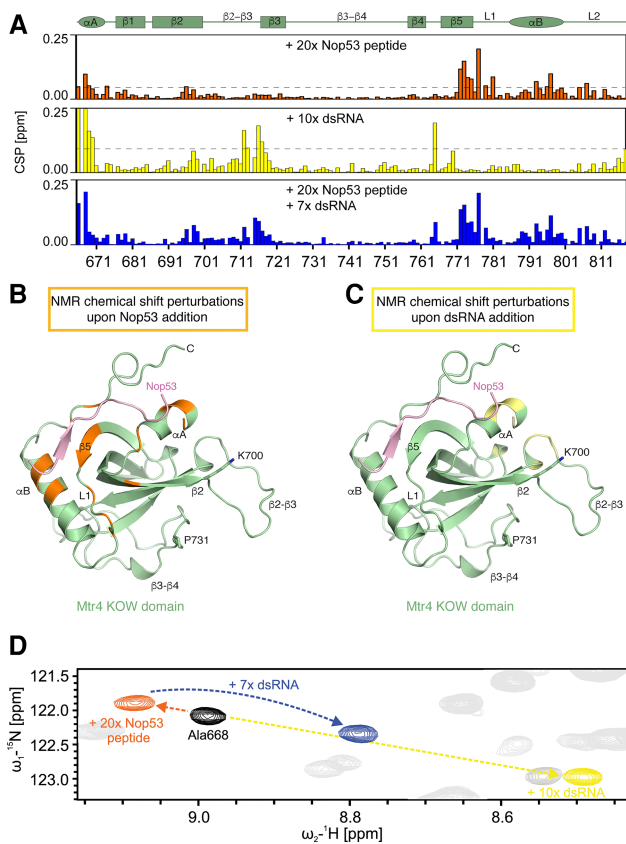 αA β1 β2 β2–β3 β3 β3–β4 β4 β5 L1 αB L2
A
0.25
+ 20x Nop53 peptide
0.00
+ 10x dsRNA
CSP [ppm]
0.00
0.25
+ 20x Nop53 peptide
+ 7x dsRNA
0.00
671 681 691 701 711 721 731 741 751 761 771 781 791 801 811
B
NMR chemical shift perturbations
upon Nop53 addition
C
Nop53
αA
β5
K700
αB
L1
β2
β2-β3
P731
β3-β4
Mtr4 KOW domain
C
NMR chemical shift perturbations
upon dsRNA addition
C
Nop53
αA
β5
K700
αB
L1
β2
β2-β3
P731
β3-β4
Mtr4 KOW domain
D
121.5
122.0
122.5
123.0
ω1-15N [ppm]
+ 7x dsRNA
+ 20x Nop53
peptide
Ala668
+ 10x dsRNA
9.0 8.8 8.6
ω2-1H [ppm]